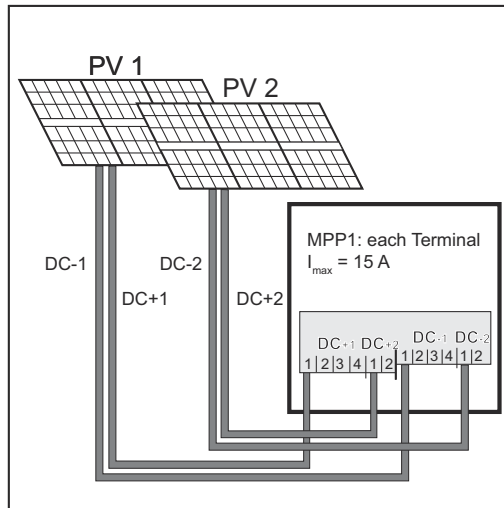 PV 1
PV 2
MPP1: each Terminal
Imax = 15 A
DC-1
DC-2
DC+1
DC+2
DC+1 DC+2 DC-1 DC-2
1 2 3 4 1 2 1 2 3 4 1 2